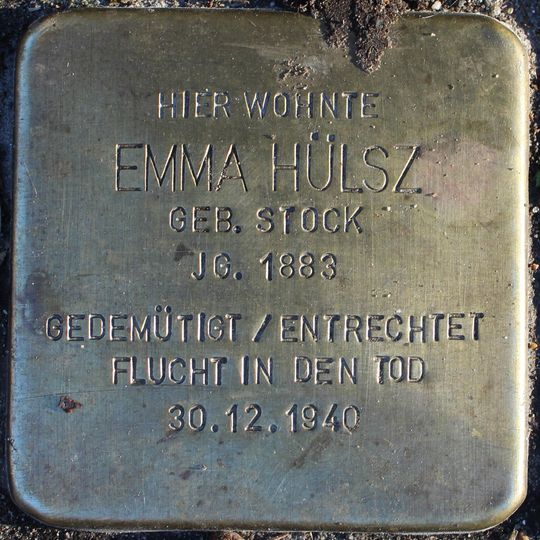 HIER WOHNTE
EMMA HÜLSZ
GEB. STOCK
JG. 1883
GEDEMÜTIGT / ENTRECHTET
FLUCHT IN DEN TOD
30.12.1940